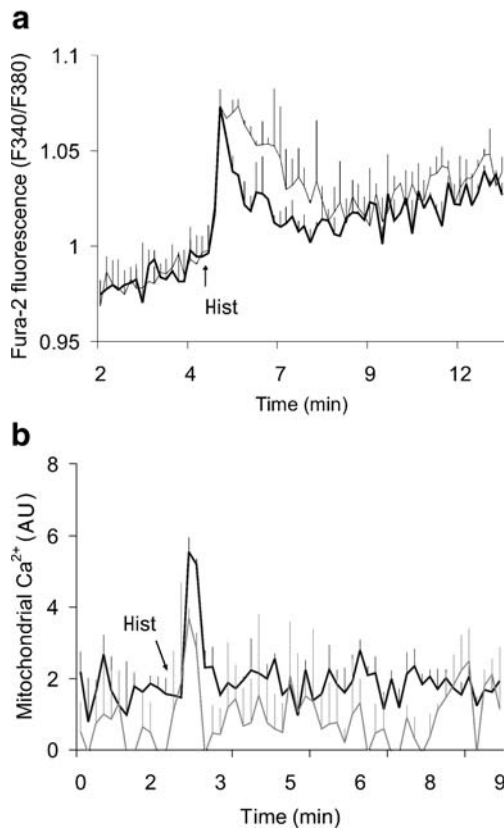 a
Fura-2 fluorescence (F340/F380)
1.1
1.05
1
0.95
Hist
2 4 7 9 12
Time (min)
b
Mitochondrial Ca²⁺ (AU)
8
6
4
2
0
Hist
0 2 3 5 6 8 9
Time (min)